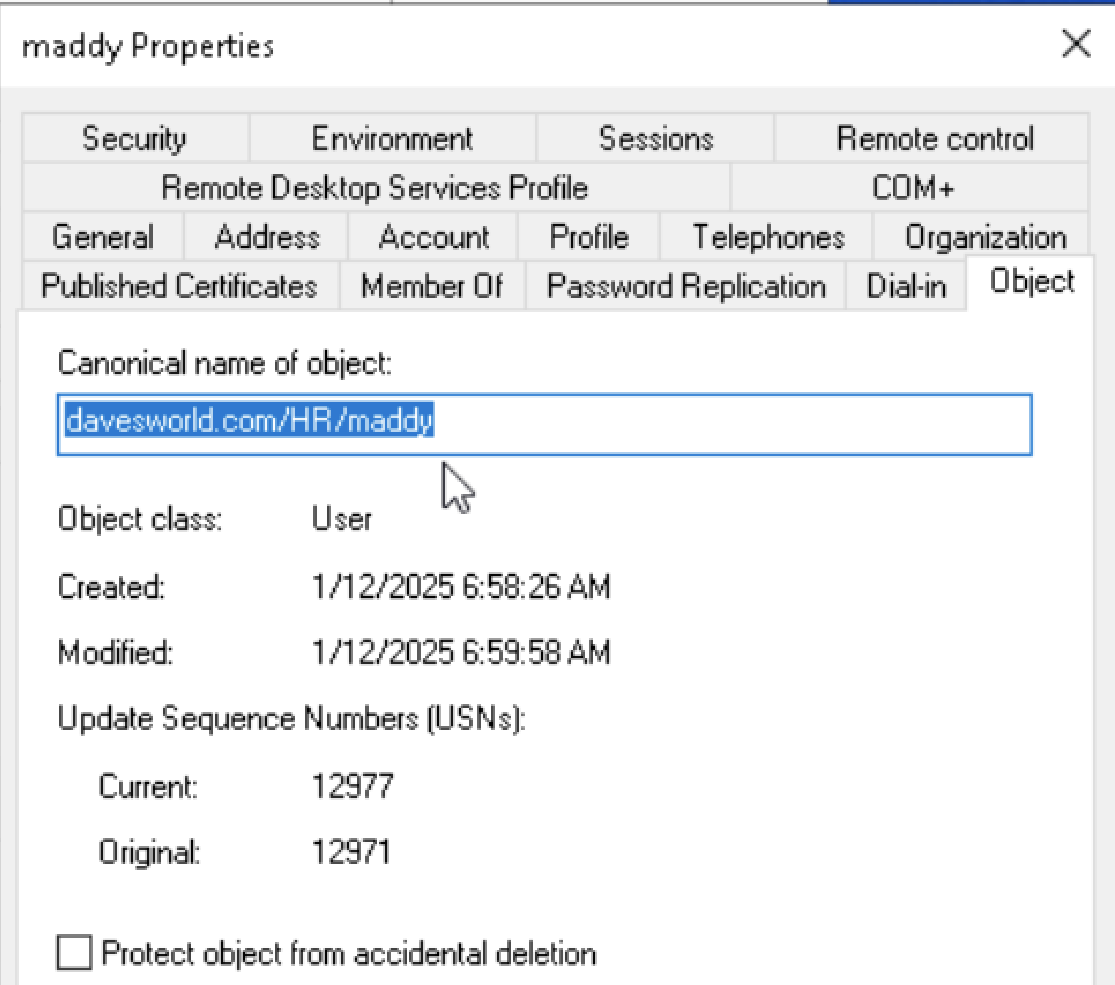 maddy Properties
Security Environment Sessions Remote control
Remote Desktop Services Profile COM+
General Address Account Profile Telephones Organization
Published Certificates Member Of Password Replication Dial-in Object
Canonical name of object:
davesworld.com/HR/maddy
Object class: User
Created: 1/12/2025 6:58:26 AM
Modified: 1/12/2025 6:59:58 AM
Update Sequence Numbers (USNs):
Current: 12977
Original: 12971
Protect object from accidental deletion